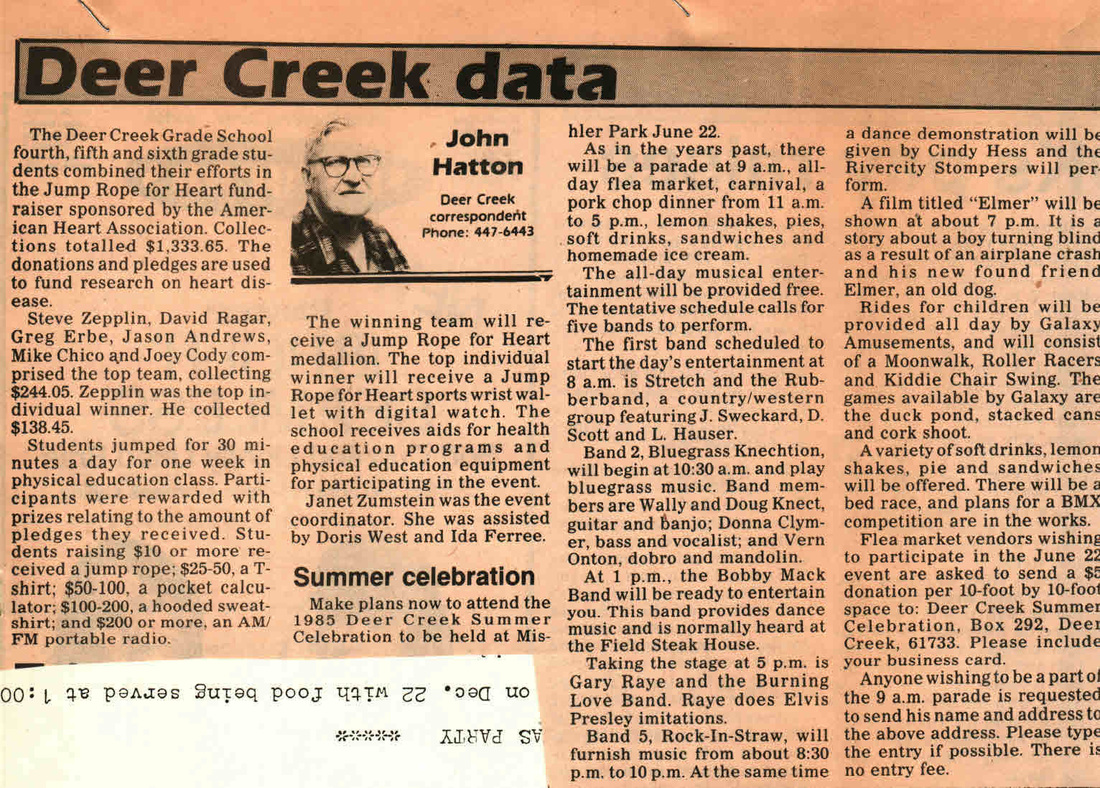 Deer Creek data
The Deer Creek Grade School
fourth, fifth and sixth grade stu-
dents combined their efforts in
the Jump Rope for Heart fund-
raiser sponsored by the Amer-
ican Heart Association. Collec-
tions totalled $1,333.65. The
donations and pledges are used
to fund research on heart dis-
ease.
Steve Zepplin, David Ragar,
Greg Erbe, Jason Andrews,
Mike Chico and Joey Cody com-
prised the top team, collecting
$244.05. Zepplin was the top in-
dividual winner. He collected
$138.45.
Students jumped for 30 mi-
nutes a day for one week in
physical education class. Parti-
cipants were rewarded with
prizes relating to the amount of
pledges they received. Stu-
dents raising $10 or more re-
ceived a jump rope; $25-50, a T-
shirt; $50-100, a pocket calcu-
lator; $100-200, a hooded sweat-
shirt; and $200 or more, an AM/
FM portable radio.
John
Hatton
Deer Creek
correspondent
Phone: 447-6443
The winning team will re-
ceive a Jump Rope for Heart
medallion. The top individual
winner will receive a Jump
Rope for Heart sports wrist wal-
let with digital watch. The
school receives aids for health
education programs and
physical education equipment
for participating in the event.
Janet Zumstein was the event
coordinator. She was assisted
by Doris West and Ida Ferree.
Summer celebration
Make plans now to attend the
1985 Deer Creek Summer
Celebration to be held at Mis-
hler Park June 22.
As in the years past, there
will be a parade at 9 a.m., all-
day flea market, carnival, a
pork chop dinner from 11 a.m.
to 5 p.m., lemon shakes, pies,
soft drinks, sandwiches and
homemade ice cream.
The all-day musical enter-
tainment will be provided free.
The tentative schedule calls for
five bands to perform.
The first band scheduled to
start the day's entertainment at
8 a.m. is Stretch and the Rub-
berband, a country/western
group featuring J. Sweckard, D.
Scott and L. Hauser.
Band 2, Bluegrass Knechtion,
will begin at 10:30 a.m. and play
bluegrass music. Band mem-
bers are Wally and Doug Knect,
guitar and banjo; Donna Clym-
er, bass and vocalist; and Vern
Onton, dobro and mandolin.
At 1 p.m., the Bobby Mack
Band will be ready to entertain
you. This band provides dance
music and is normally heard at
the Field Steak House.
Taking the stage at 5 p.m. is
Gary Raye and the Burning
Love Band. Raye does Elvis
Presley imitations.
Band 5, Rock-In-Straw, will
furnish music from about 8:30
p.m. to 10 p.m. At the same time
a dance demonstration will be
given by Cindy Hess and the
Rivercity Stompers will per-
form.
A film titled "Elmer" will be
shown at about 7 p.m. It is a
story about a boy turning blind
as a result of an airplane crash
and his new found friend
Elmer, an old dog.
Rides for children will be
provided all day by Galaxy
Amusements, and will consist
of a Moonwalk, Roller Racers
and Kiddie Chair Swing. The
games available by Galaxy are
the duck pond, stacked cans
and cork shoot.
A variety of soft drinks, lemon
shakes, pie and sandwiches
will be offered. There will be a
bed race, and plans for a BMX
competition are in the works.
Flea market vendors wishing
to participate in the June 22
event are asked to send a $5
donation per 10-foot by 10-foot
space to: Deer Creek Summer
Celebration, Box 292, Deer
Creek, 61733. Please include
your business card.
Anyone wishing to be a part of
the 9 a.m. parade is requested
to send his name and address to
the above address. Please type
the entry if possible. There is
no entry fee.
AS PARTY ******
on Dec. 22 with food being served at 1:00